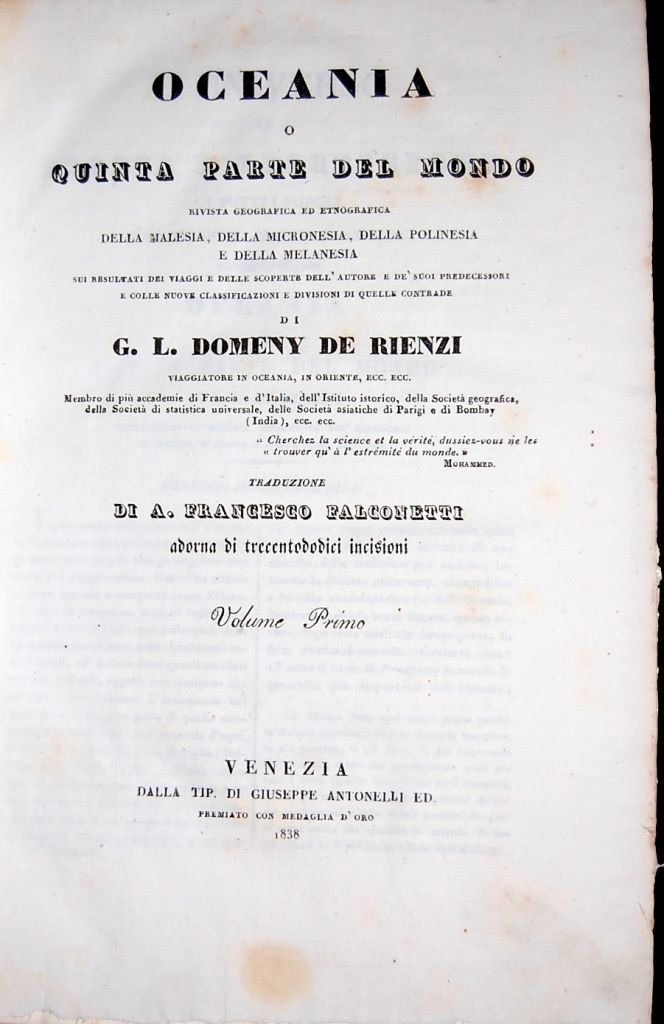 OCEANIA
O
QUINTA PARTE DEL MONDO
RIVISTA GEOGRAFICA ED ETNOGRAFICA
DELLA MALESIA, DELLA MICRONESIA, DELLA POLINESIA
E DELLA MELANESIA
SUI RESULTATI DEI VIAGGI E DELLE SCOPERTE DELL' AUTORE E DE' SUOI PREDECESSORI
E COLLE NUOVE CLASSIFICAZIONI E DIVISIONI DI QUELLE CONTRADE
DI
G. L. DOMENY DE RIENZI
VIAGGIATORE IN OCEANIA, IN ORIENTE, ECC. ECC.
Membro di più accademie di Francia e d'Italia, dell'Istituto istorico, della Società geografica,
della Società di statistica universale, delle Società asiatiche di Parigi e di Bombay
(India), ecc. ecc.
« Cherchez la science et la vérité, dussiez-vous ne les
« trouver qu' à l' estrémité du monde. »
MOHAMMED.
TRADUZIONE
DI A. FRANCESCO FALCONETTI
adorna di trecentododici incisioni
Volume Primo
VENEZIA
DALLA TIP. DI GIUSEPPE ANTONELLI ED.
PREMIATO CON MEDAGLIA D' ORO
1838